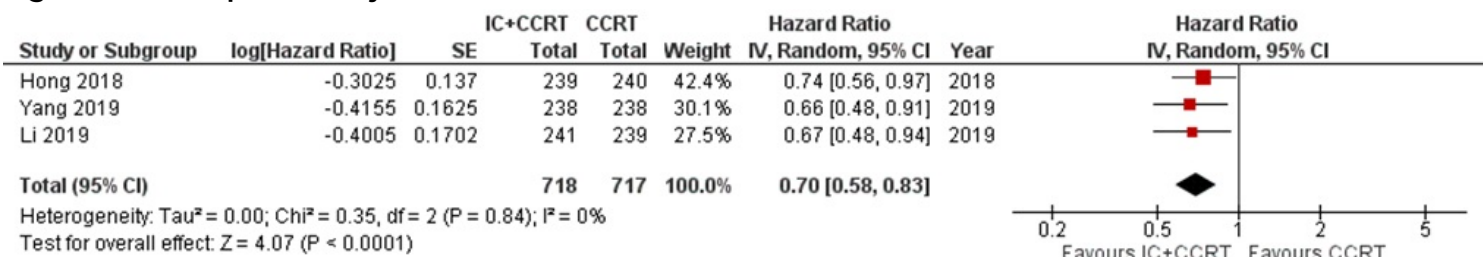 IC+CCRT CCRT Hazard Ratio Hazard Ratio
Study or Subgroup log[Hazard Ratio] SE Total Total Weight IV, Random, 95% CI Year IV, Random, 95% CI
Hong 2018 -0.3025 0.137 239 240 42.4% 0.74 [0.56, 0.97] 2018
Yang 2019 -0.4155 0.1625 238 238 30.1% 0.66 [0.48, 0.91] 2019
Li 2019 -0.4005 0.1702 241 239 27.5% 0.67 [0.48, 0.94] 2019
Total (95% CI) 718 717 100.0% 0.70 [0.58, 0.83]
Heterogeneity: Tau² = 0.00; Chi² = 0.35, df = 2 (P = 0.84); I² = 0%
Test for overall effect: Z = 4.07 (P < 0.0001)
0.2 0.5 1 2 5
Favours IC+CCRT Favours CCRT